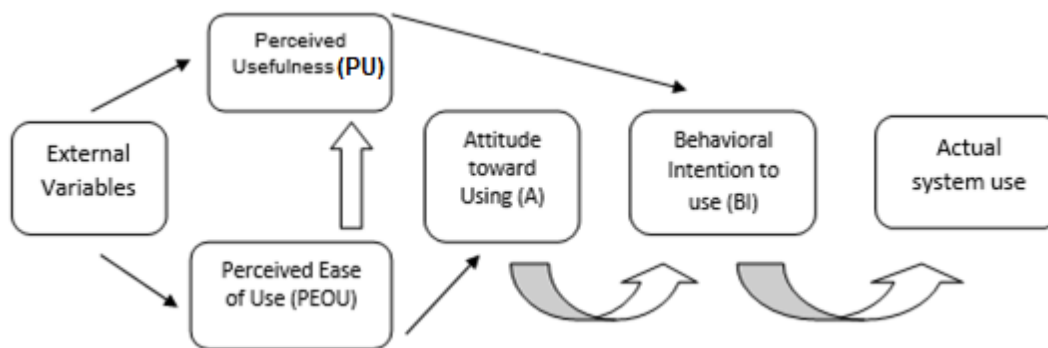 Perceived
Usefulness (PU)
External
Variables
Perceived Ease
of Use (PEOU)
Attitude
toward
Using (A)
Behavioral
Intention to
use (BI)
Actual
system use